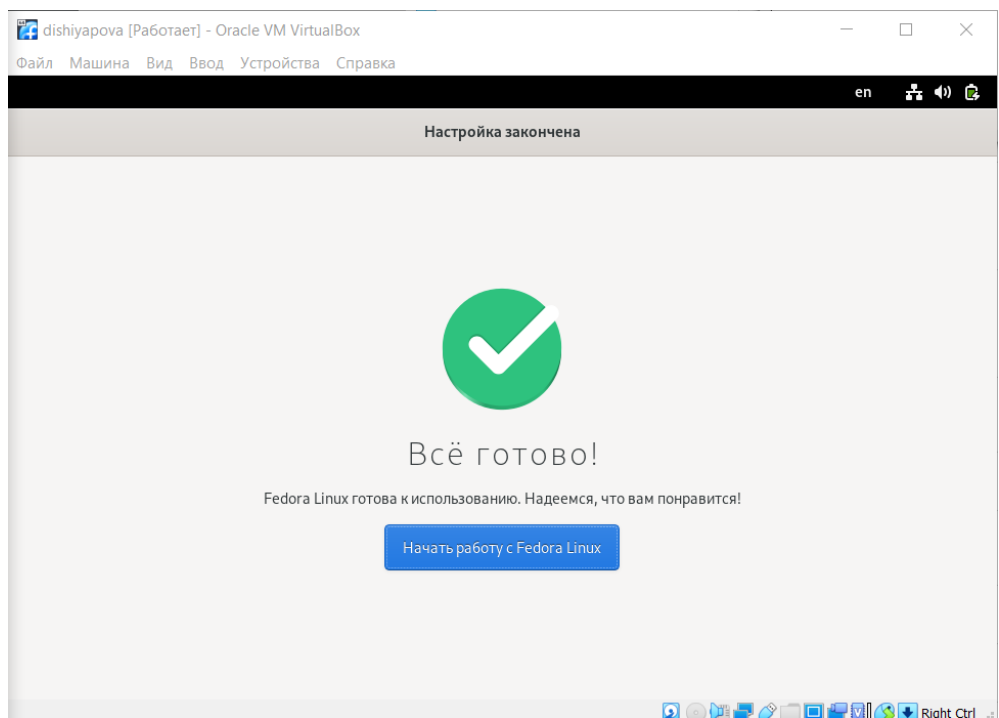 dishiyapova [Работает] - Oracle VM VirtualBox
Файл Машина Вид Ввод Устройства Справка
en
Настройка закончена
Всё готово!
Fedora Linux готова к использованию. Надеемся, что вам понравится!
Начать работу с Fedora Linux
Right Ctrl